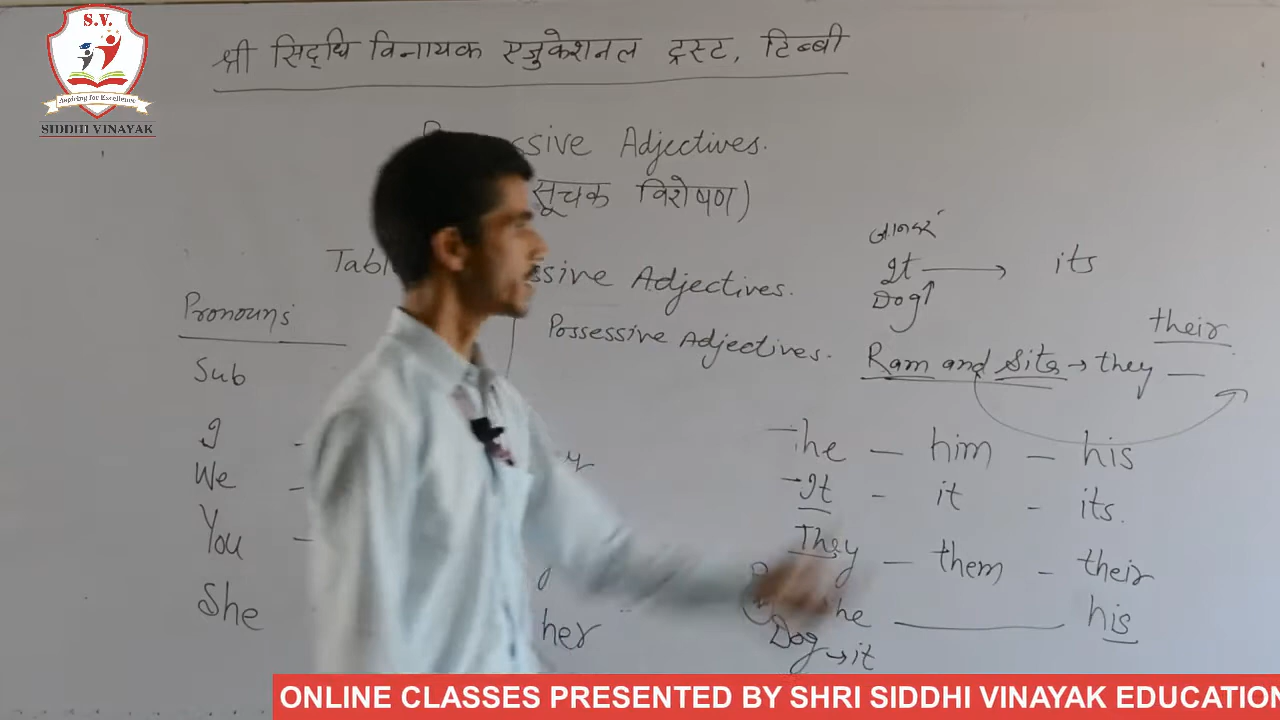 S.V.
Aspiring for Excellence
SIDDHI VINAYAK
श्री सिद्धि विनायक एजुकेशनल ट्रस्ट, टिब्बी
ssive Adjectives.
सूचक विशेषण)
Tabl ssive Adjectives.
Pronouns
Possessive Adjectives.
Sub
I -
We -
You -
She her
जानवर
It → its
Dog↑
their
Ram and Sita → they —
he — him — his
It - it - its.
They — them - their
he — his
Dog → it
ONLINE CLASSES PRESENTED BY SHRI SIDDHI VINAYAK EDUCATION